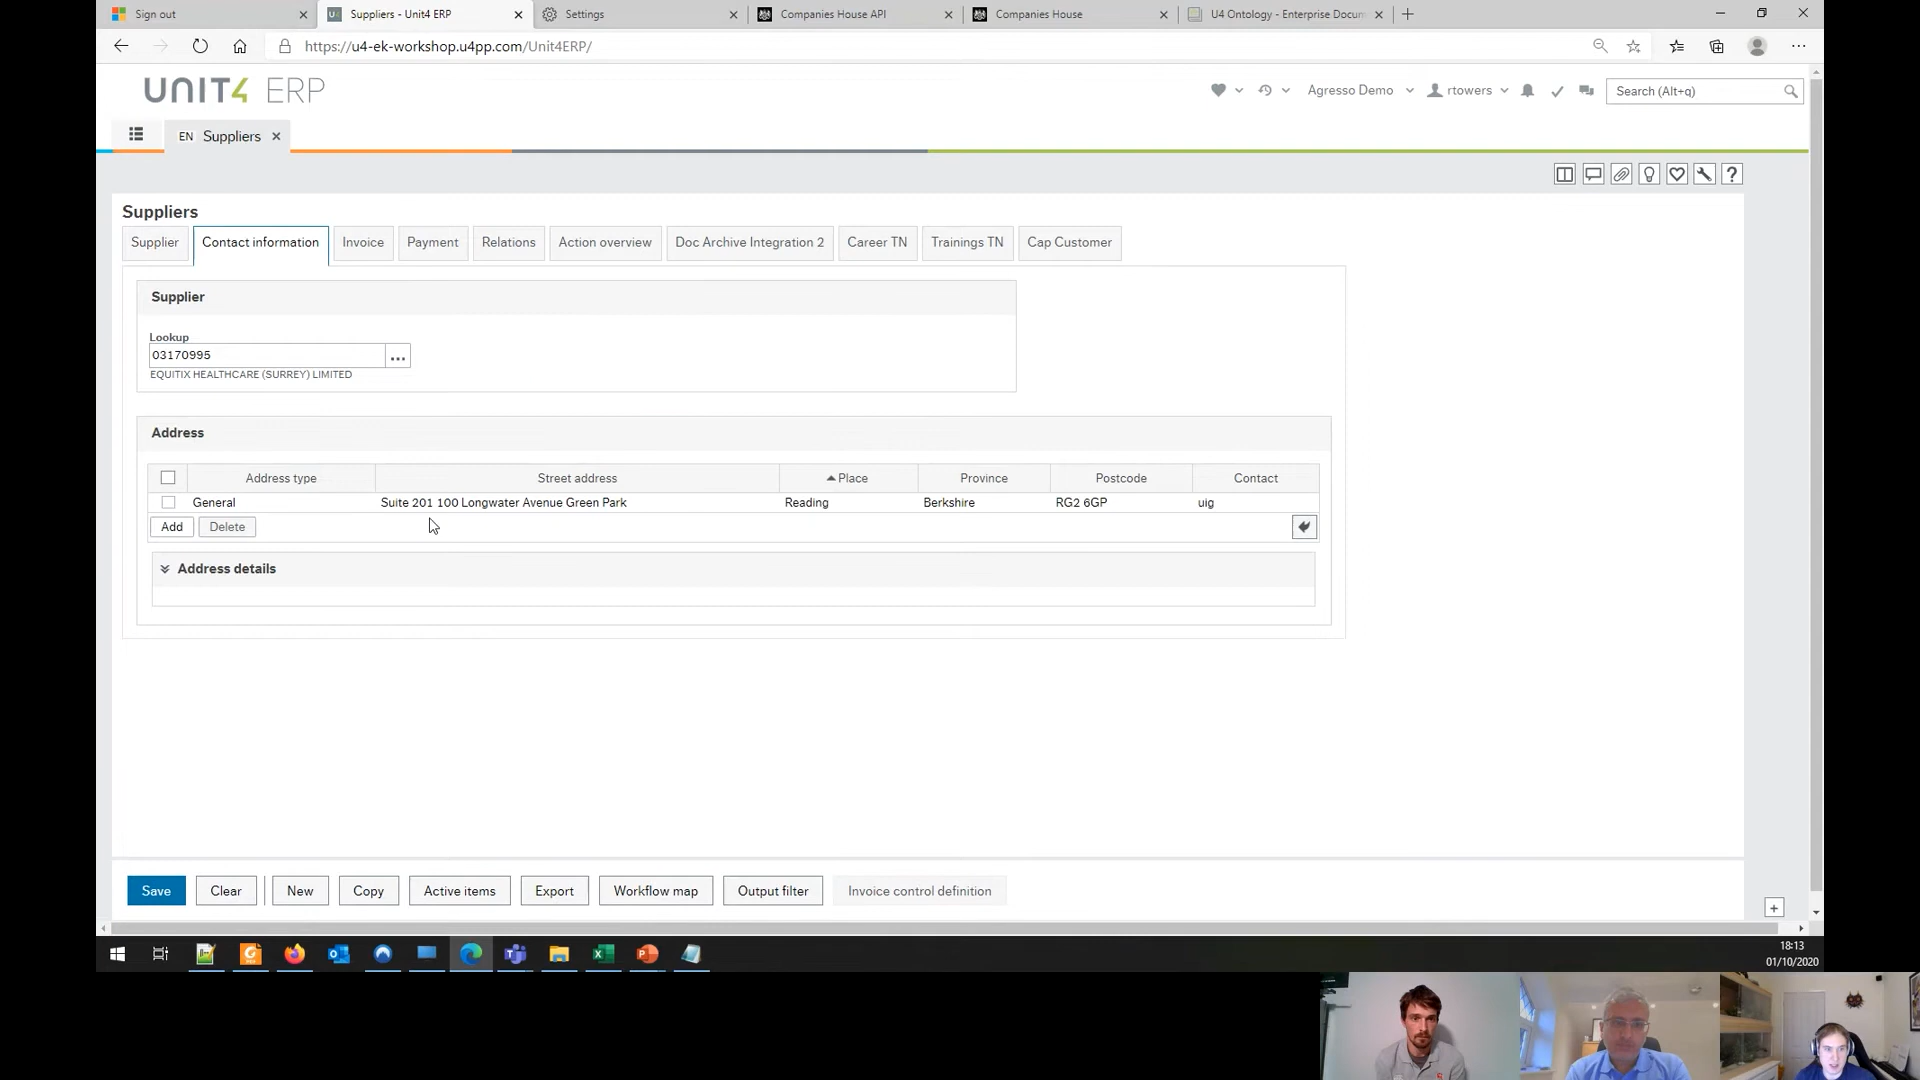 Sign out
Suppliers - Unit4 ERP
Settings
Companies House API
Companies House
U4 Ontology - Enterprise Docum
https://u4-ek-workshop.u4pp.com/Unit4ERP/
UNIT4 ERP
Agresso Demo
rtowers
Search (Alt+q)
EN Suppliers
Suppliers
Supplier
Contact information
Invoice
Payment
Relations
Action overview
Doc Archive Integration 2
Career TN
Trainings TN
Cap Customer
Supplier
Lookup
03170995
...
EQUITIX HEALTHCARE (SURREY) LIMITED
Address
Address type
Street address
Place
Province
Postcode
Contact
General
Suite 201 100 Longwater Avenue Green Park
Reading
Berkshire
RG2 6GP
uig
Add
Delete
Address details
Save
Clear
New
Copy
Active items
Export
Workflow map
Output filter
Invoice control definition
18:13
01/10/2020